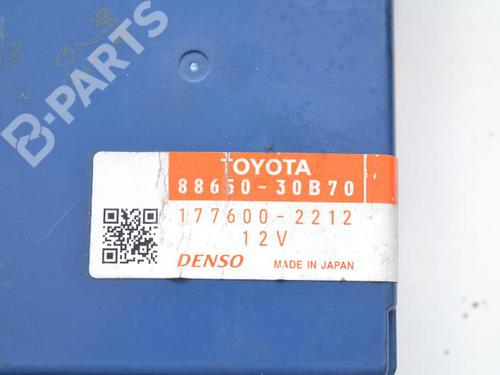 B-PARTS
TOYOTA
88650-30B70
177600-2212
12V
DENSO MADE IN JAPAN